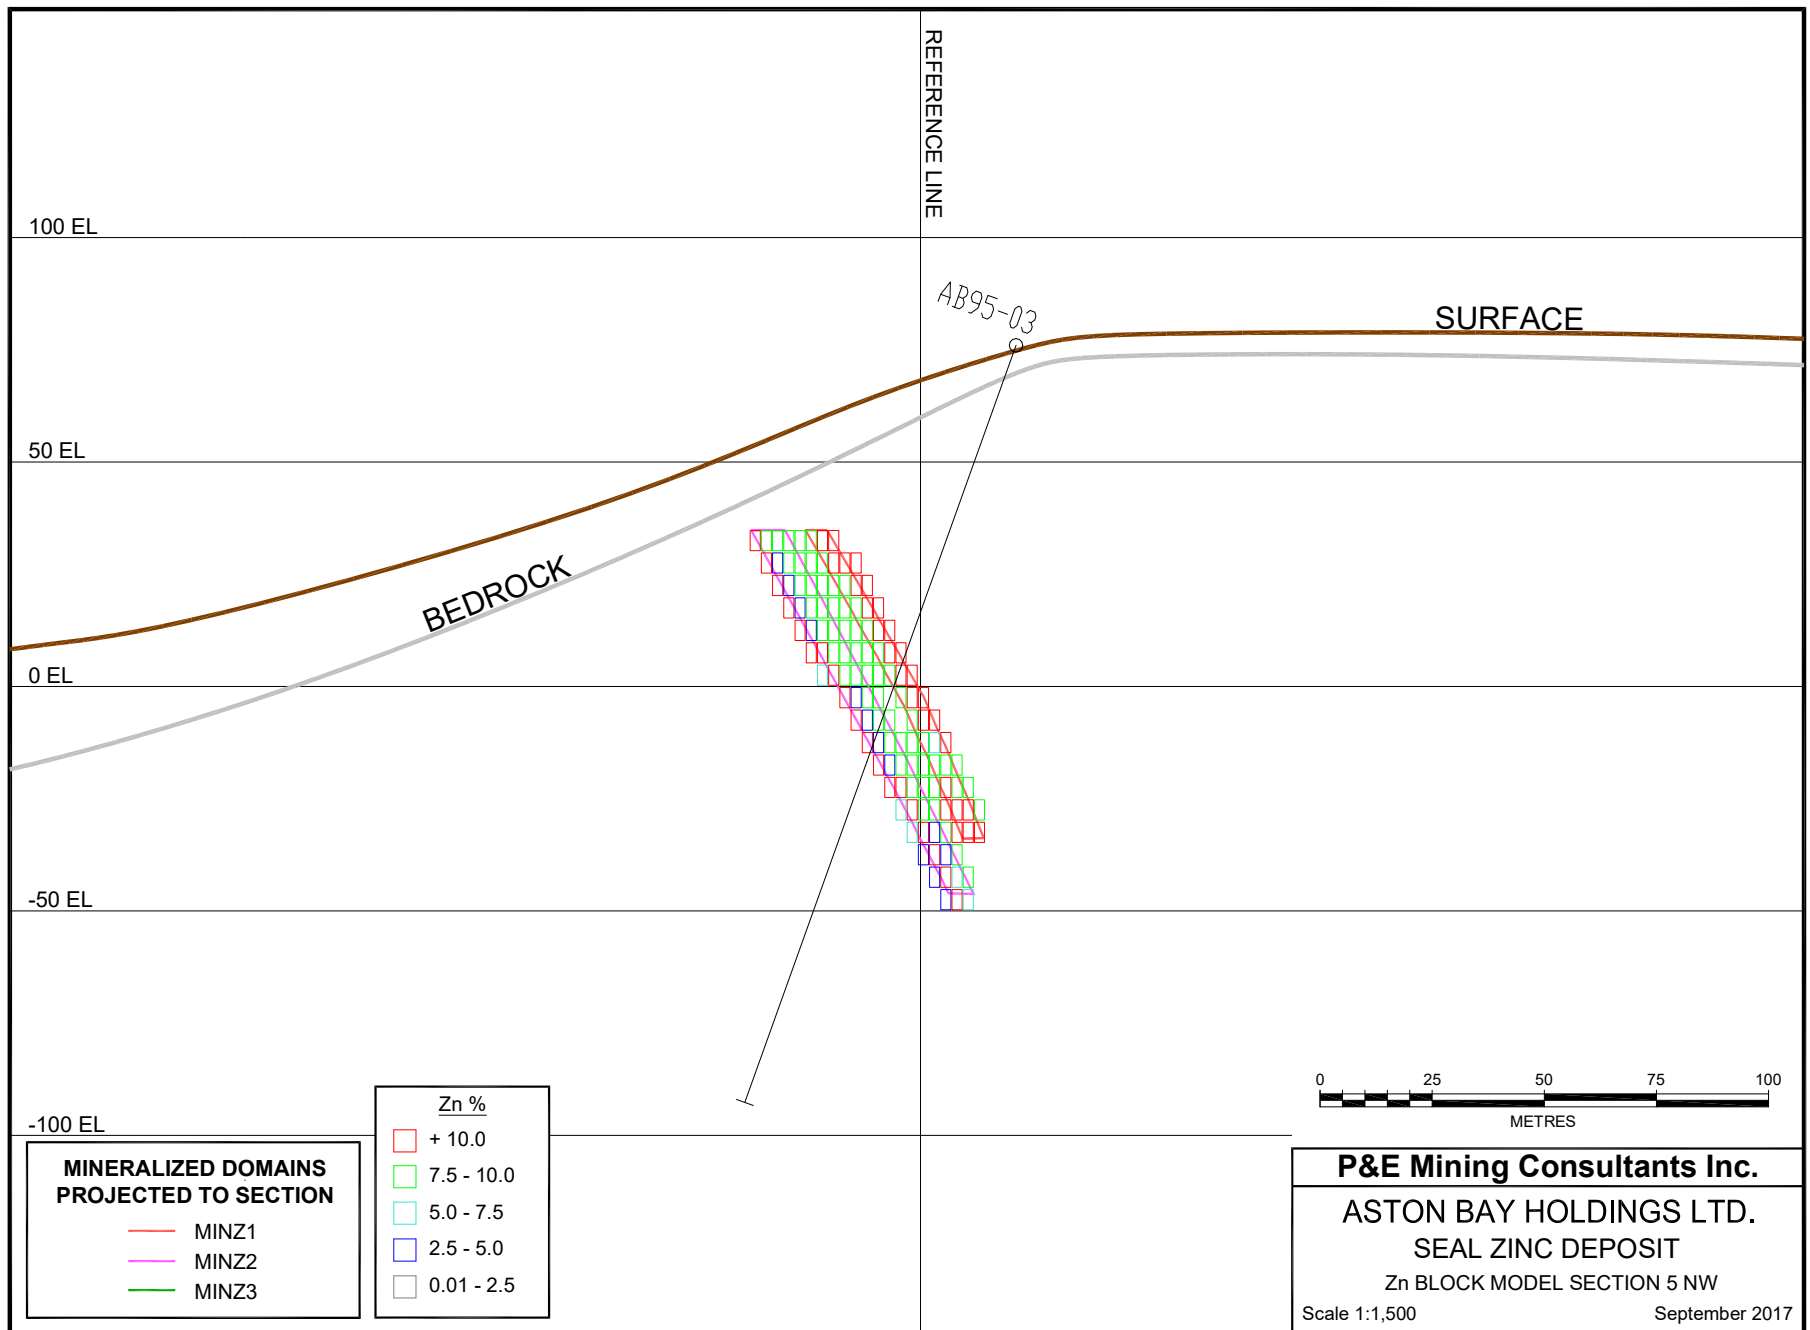 REFERENCE LINE
100 EL
AB95-03
SURFACE
50 EL
BEDROCK
0 EL
-50 EL
-100 EL
MINERALIZED DOMAINS
PROJECTED TO SECTION
MINZ1
MINZ2
MINZ3
Zn %
+ 10.0
7.5 - 10.0
5.0 - 7.5
2.5 - 5.0
0.01 - 2.5
0 25 50 75 100
METRES
P&E Mining Consultants Inc.
ASTON BAY HOLDINGS LTD.
SEAL ZINC DEPOSIT
Zn BLOCK MODEL SECTION 5 NW
Scale 1:1,500 September 2017